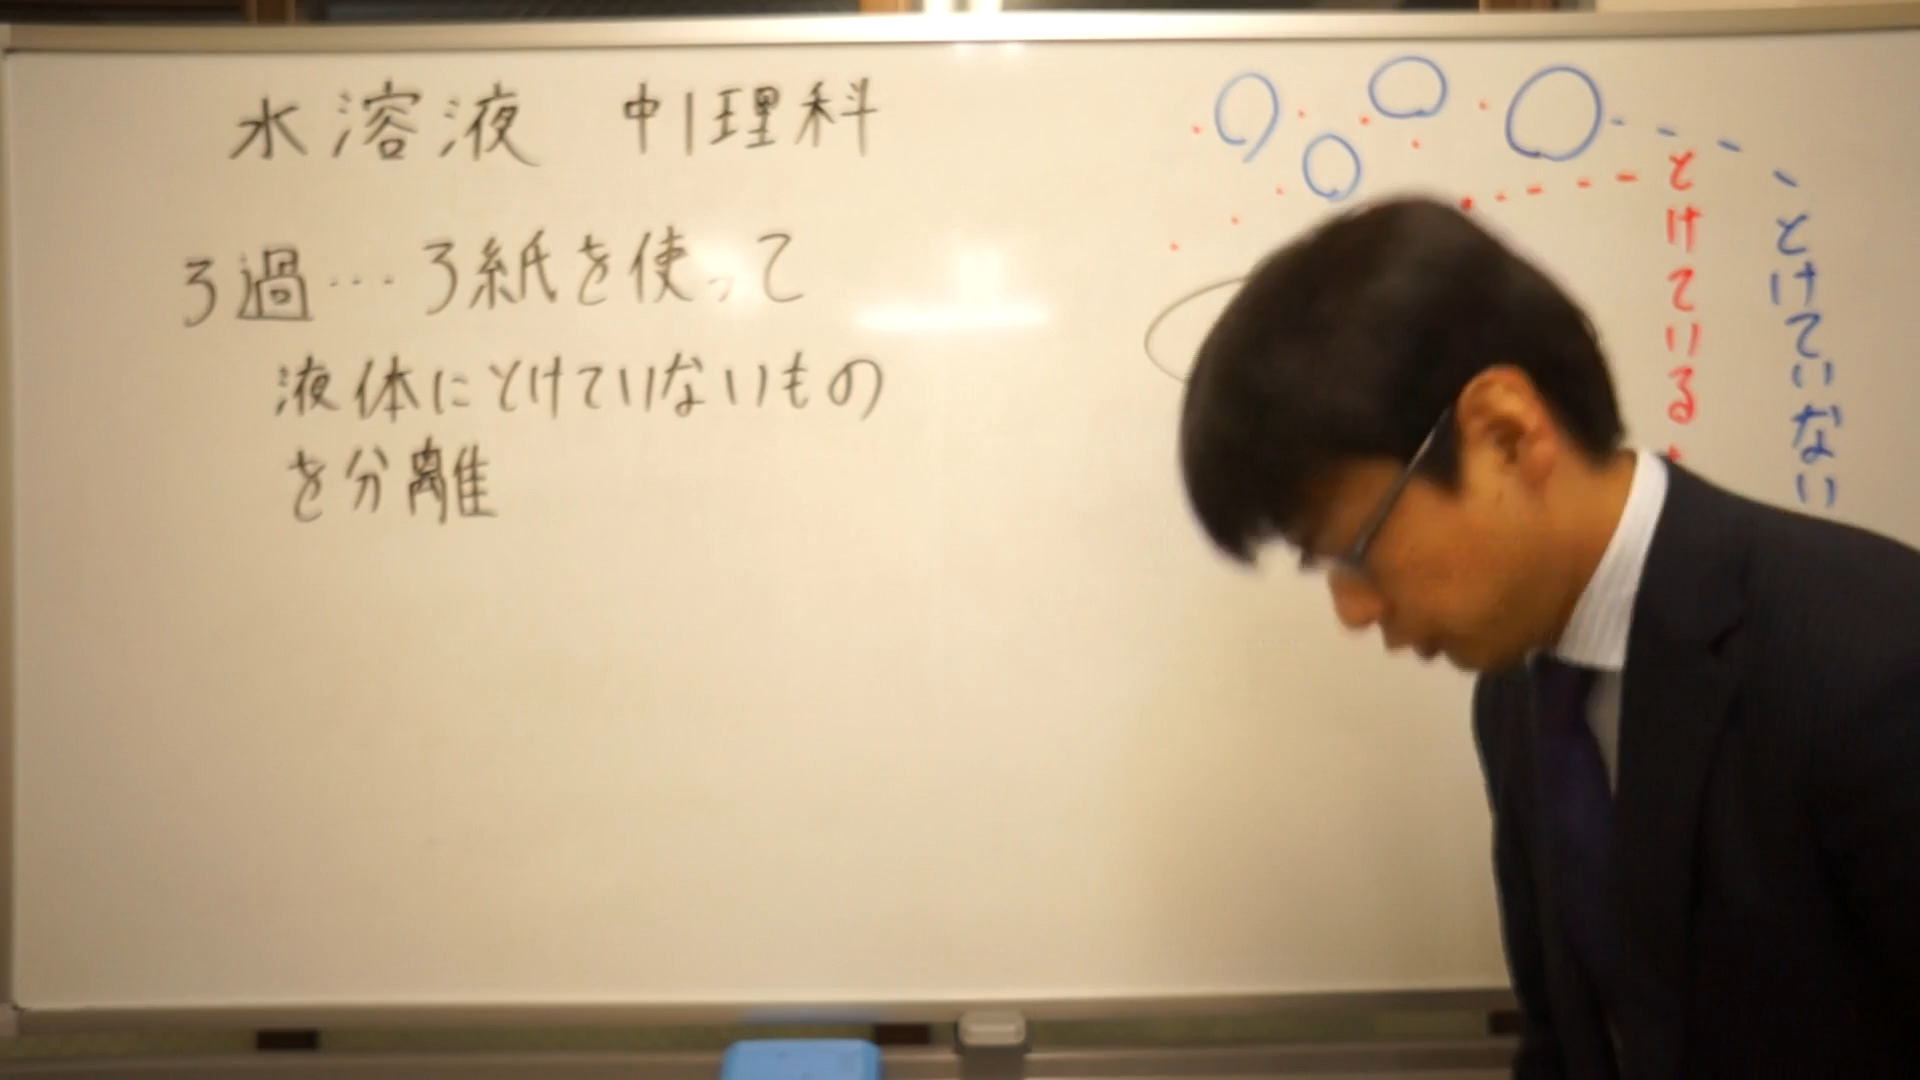 水溶液 中1理科
ろ過…ろ紙を使って
液体にとけていないもの
を分離
とけている
とけていない